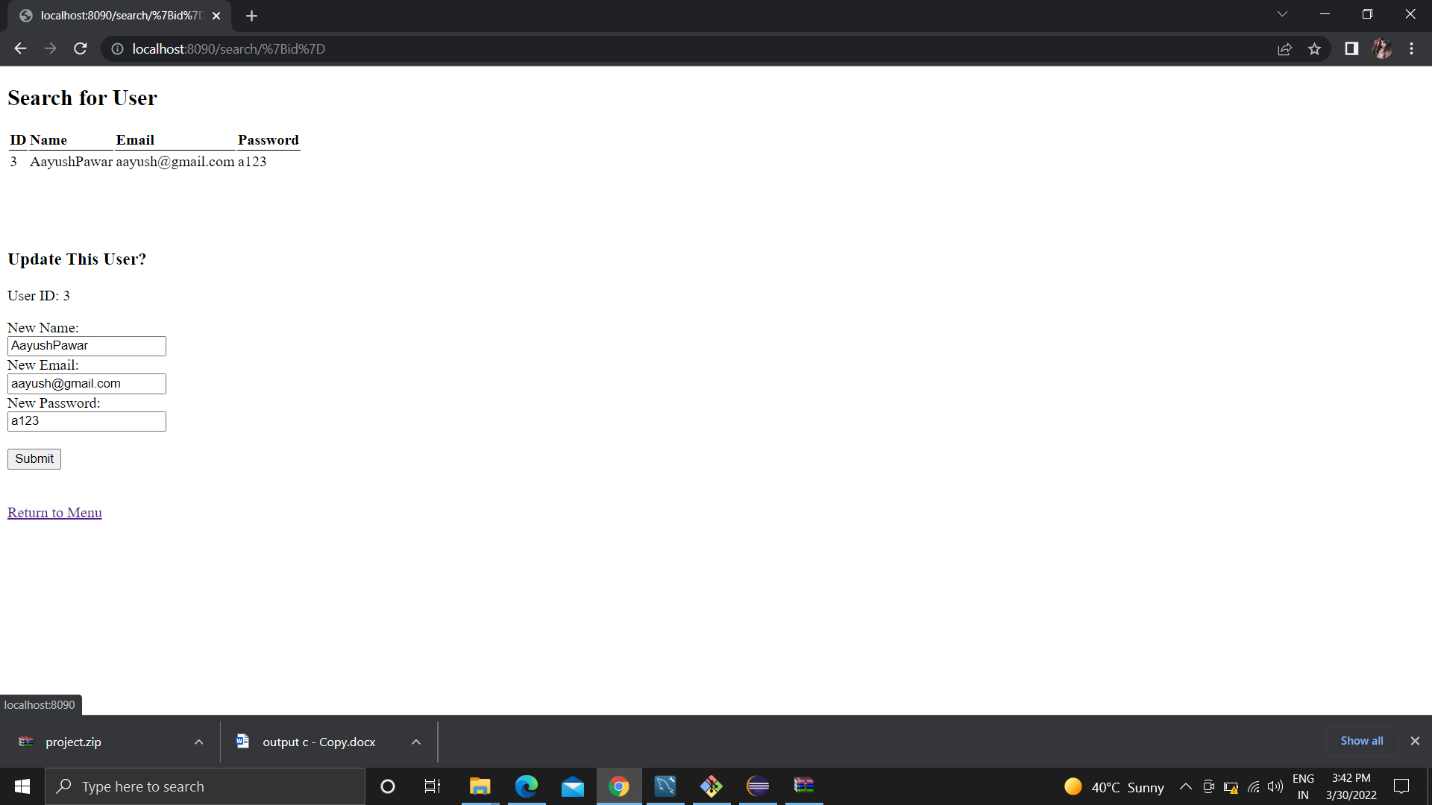 localhost:8090/search/%7Bid%7D
localhost:8090/search/%7Bid%7D
Search for User
ID Name Email Password
3 AayushPawar aayush@gmail.com a123
Update This User?
User ID: 3
New Name:
AayushPawar
New Email:
aayush@gmail.com
New Password:
a123
Submit
Return to Menu
localhost:8090
project.zip
output c - Copy.docx
Show all
Type here to search
40°C Sunny
ENG
IN
3:42 PM
3/30/2022